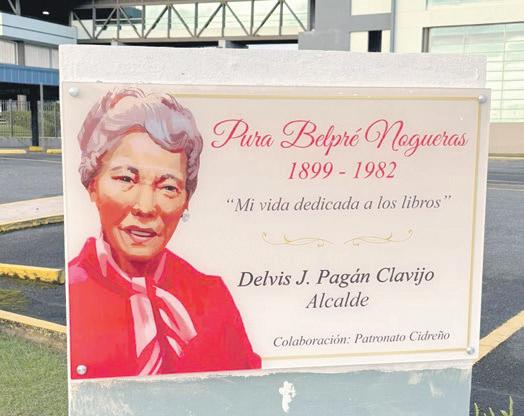 Pura Belpré Nogueras
1899 - 1982
“Mi vida dedicada a los libros”
Delvis J. Pagán Clavijo
Alcalde
Colaboración: Patronato Cidreño